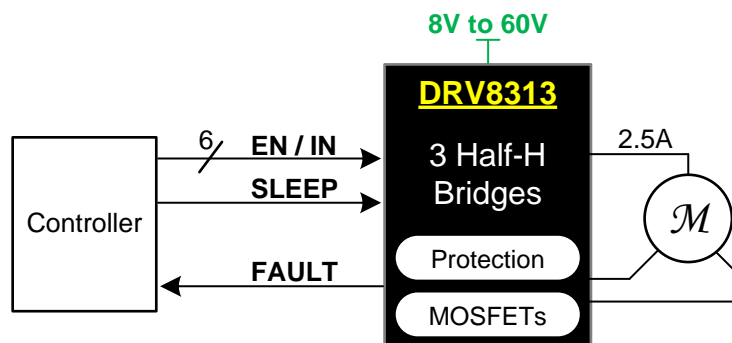 8V to 60V
DRV8313
6
EN / IN
2.5A
3 Half-H
Bridges
SLEEP
Controller
M
Protection
FAULT
MOSFETs